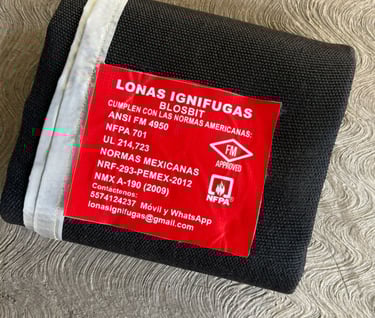 LONAS IGNIFUGAS
BLOSBIT
CUMPLEN CON LAS NORMAS AMERICANAS:
ANSI FM 4950
NFPA 701
UL 214,723
NORMAS MEXICANAS
NRF-293-PEMEX-2012
NMX A-190 (2009)
Contáctenos:
5574124237 Móvil y WhatsApp
lonasignifugas@gmail.com
FM
APPROVED
NFPA